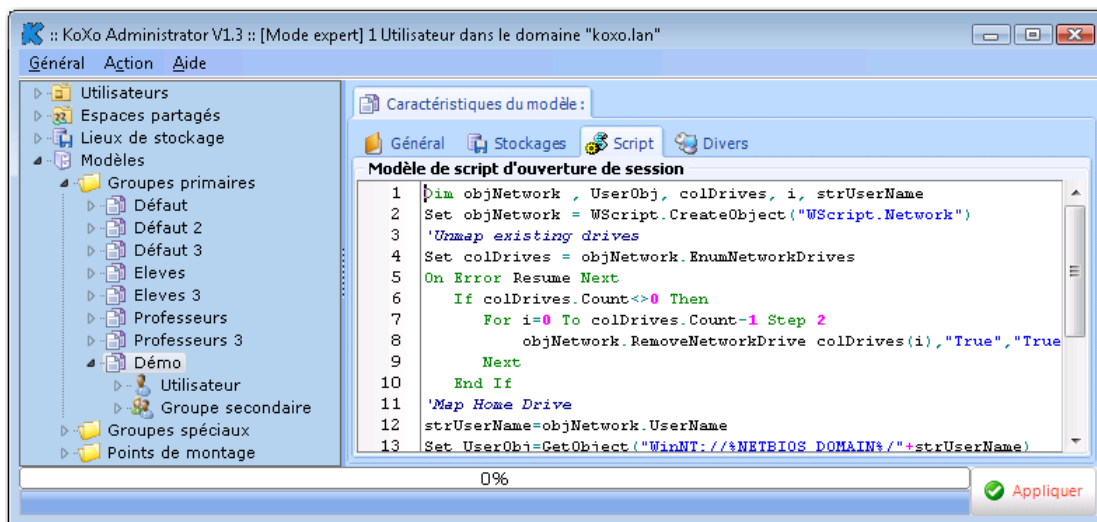 :: KoXo Administrator V1.3 :: [Mode expert] 1 Utilisateur dans le domaine "koxo.lan"
Général Action Aide
Utilisateurs
Espaces partagés
Lieux de stockage
Modèles
Groupes primaires
Défaut
Défaut 2
Défaut 3
Eleves
Eleves 3
Professeurs
Professeurs 3
Démo
Utilisateur
Groupe secondaire
Groupes spéciaux
Points de montage
Caractéristiques du modèle :
Général Stockages Script Divers
Modèle de script d'ouverture de session
1 Dim objNetwork , UserObj, colDrives, i, strUserName
2 Set objNetwork = WScript.CreateObject("WScript.Network")
3 'Unmap existing drives
4 Set colDrives = objNetwork.EnumNetworkDrives
5 On Error Resume Next
6 If colDrives.Count<>0 Then
7 For i=0 To colDrives.Count-1 Step 2
8 objNetwork.RemoveNetworkDrive colDrives(i),"True","True
9 Next
10 End If
11 'Map Home Drive
12 strUserName=objNetwork.UserName
13 Set UserObj=GetObject("WinNT://%NETBIOS_DOMAIN%/"+strUserName)
0%
Appliquer